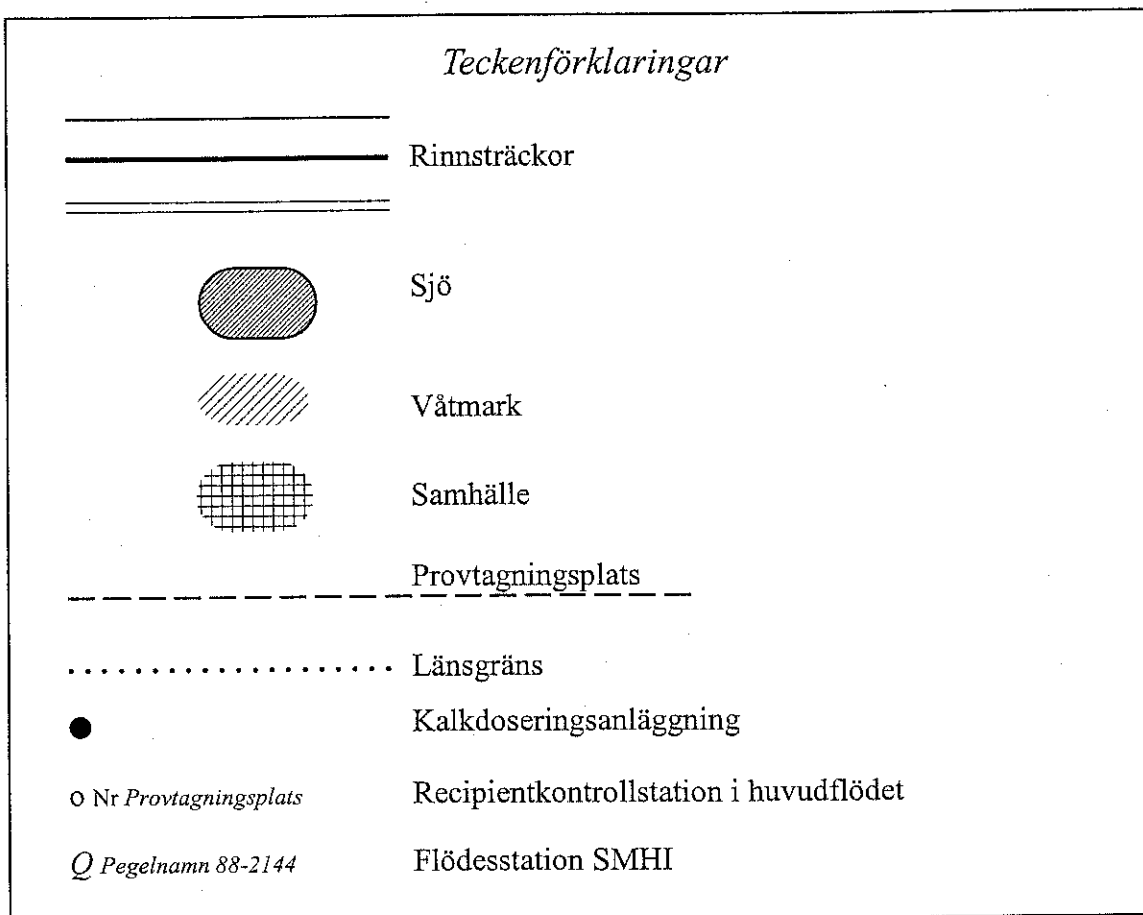 Teckenförklaringar
Rinnsträckor
Sjö
Våtmark
Samhälle
Provtagningsplats
Länsgräns
Kalkdoseringsanläggning
o Nr Provtagningsplats Recipientkontrollstation i huvudflödet
Q Pegelnamn 88-2144 Flödesstation SMHI